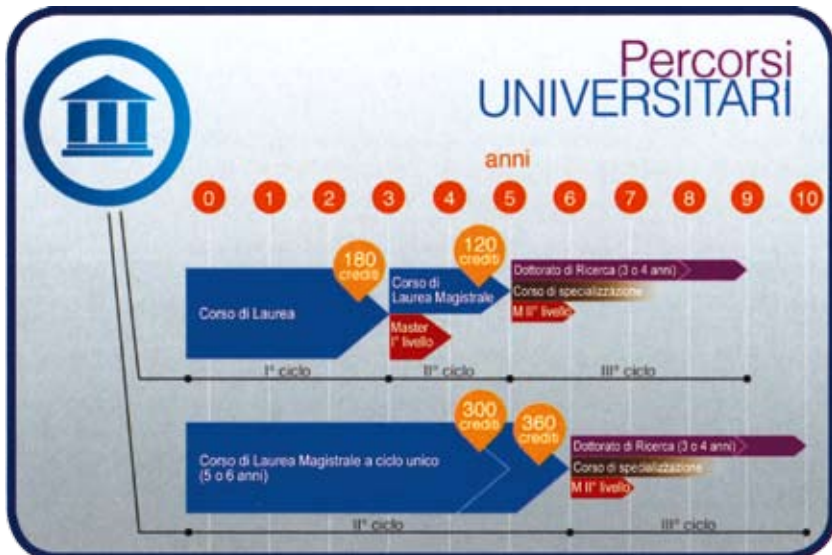 Percorsi
UNIVERSITARI
anni
0 1 2 3 4 5 6 7 8 9 10
180
crediti
120
crediti
Corso di Laurea
Corso di
Laurea Magistrale
Master
I° livello
Dottorato di Ricerca (3 o 4 anni)
Corso di specializzazione
M II° livello
I° ciclo
II° ciclo
III° ciclo
300
crediti
360
crediti
Corso di Laurea Magistrale a ciclo unico
(5 o 6 anni)
Dottorato di Ricerca (3 o 4 anni)
Corso di specializzazione
M II° livello
II° ciclo
III° ciclo